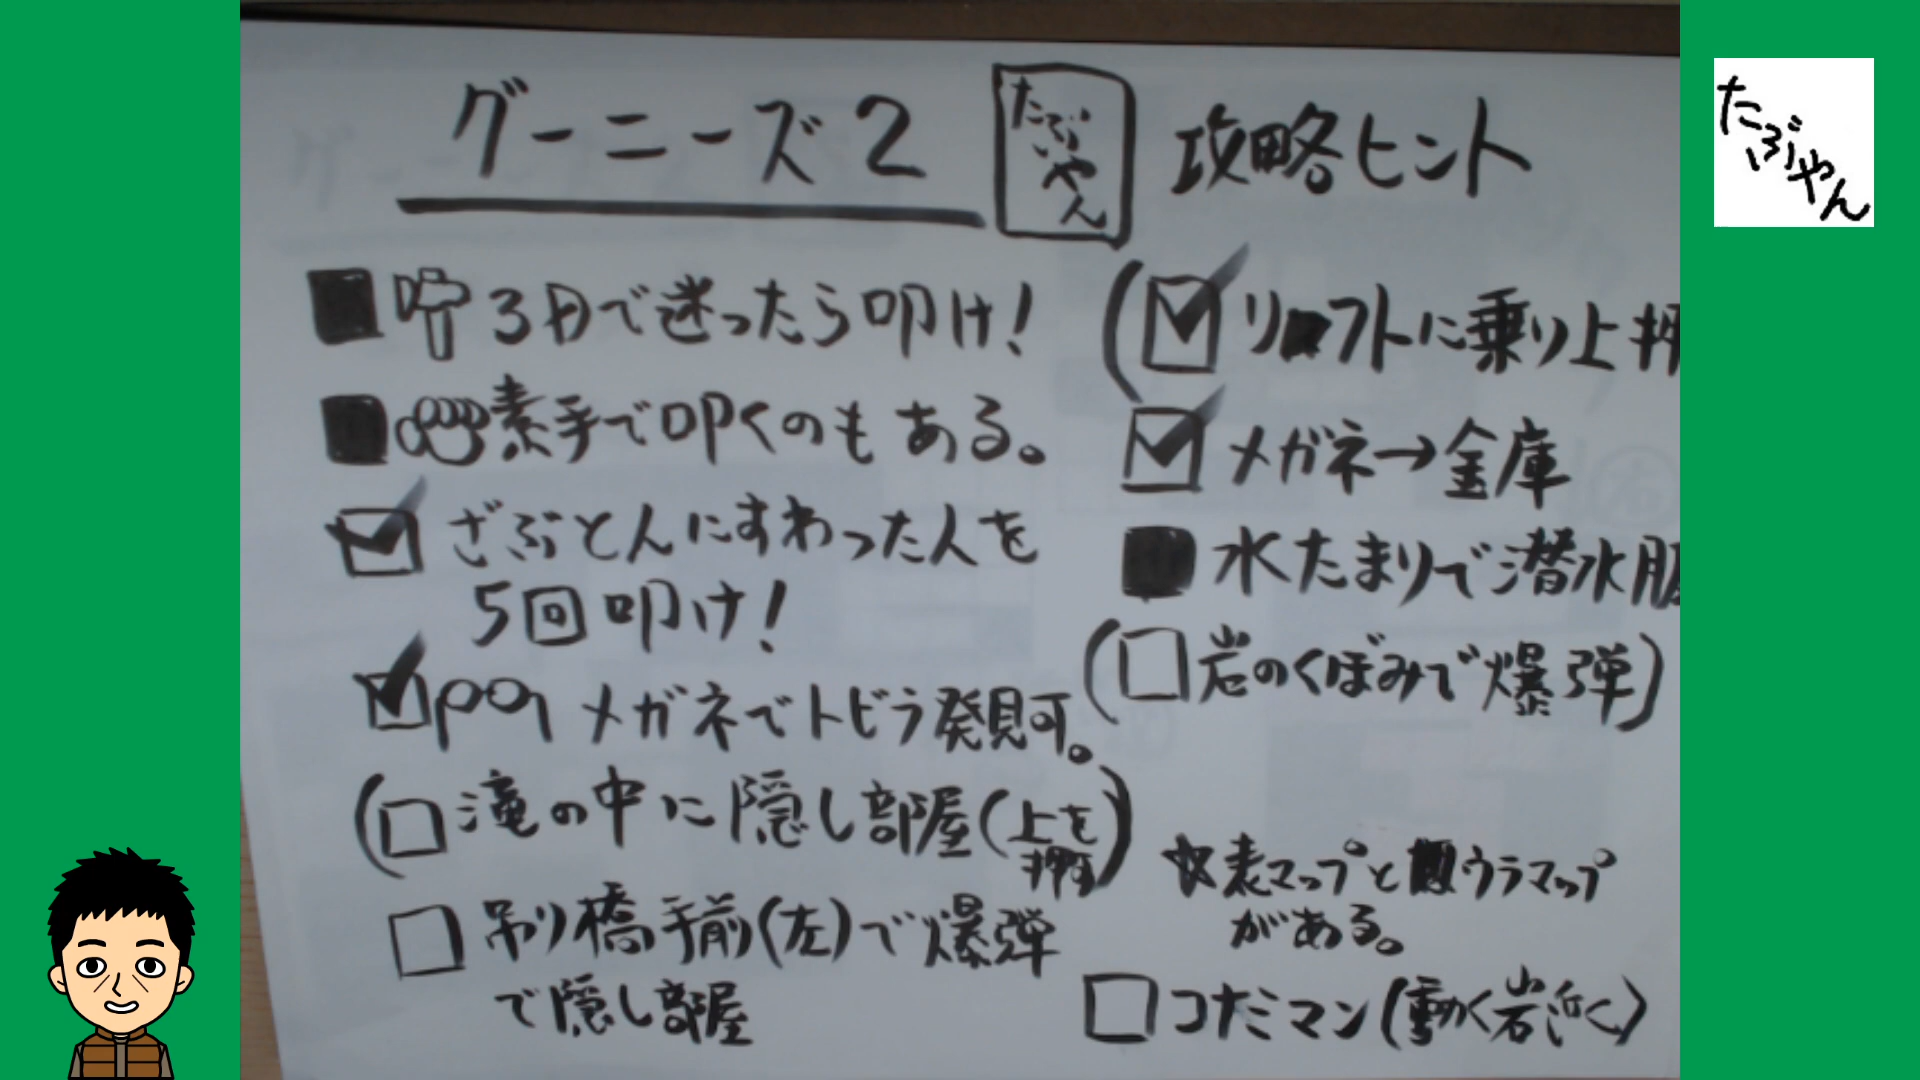 グーニーズ2
たぶやん
攻略ヒント
3Dで迷ったら叩け!
素手で叩くのもある。
ざぶとんにすわった人を
5回叩け!
メガネでトビラ発見可。
(滝の中に隠し部屋(上を押す))
吊り橋手前(左)で爆弾
で隠し部屋
(リフトに乗り上押
メガネ→金庫
水たまりで潜水服
(岩のくぼみで爆弾)
表マップとウラマップ
がある。
コナミマン(動く岩近く)
たぶやん